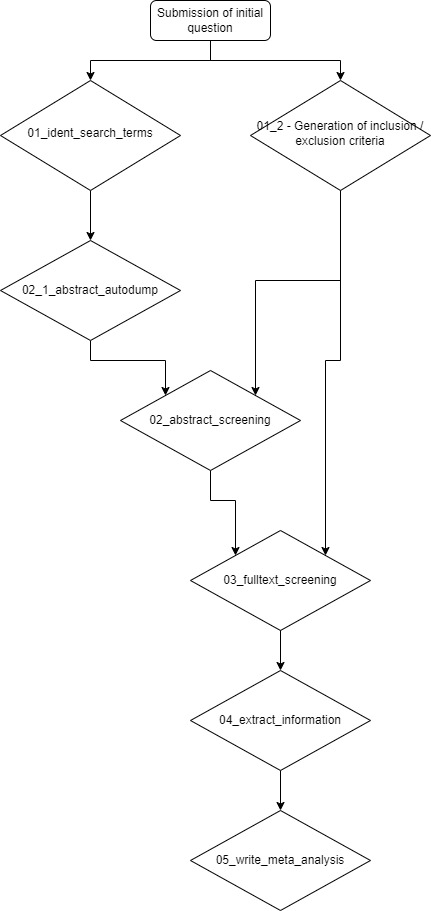 Submission of initial
question
01_ident_search_terms
01_2 - Generation of inclusion /
exclusion criteria
02_1_abstract_autodump
02_abstract_screening
03_fulltext_screening
04_extract_information
05_write_meta_analysis